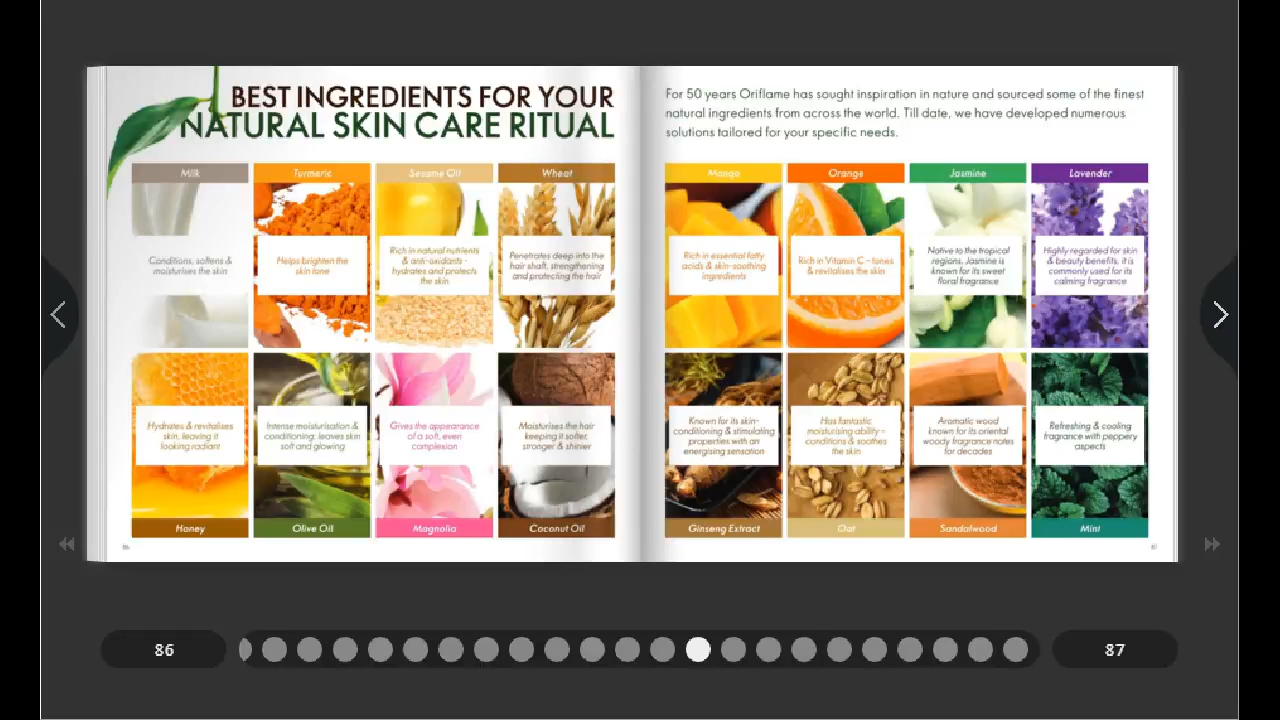 BEST INGREDIENTS FOR YOUR
NATURAL SKIN CARE RITUAL
Milk
Conditions, softens &
moisturises the skin
Turmeric
Helps brighten the
skin tone
Sesame Oil
Rich in natural nutrients
& anti-oxidants -
hydrates and protects
the skin
Wheat
Penetrates deep into the
hair shaft, strengthening
and protecting the hair
Hydrates & revitalises
skin, leaving it
looking radiant
Honey
Intense moisturisation &
conditioning; leaves skin
soft and glowing
Olive Oil
Gives the appearance
of a soft, even
complexion
Magnolia
Moisturises the hair
keeping it softer,
stronger & shinier
Coconut Oil
86
For 50 years Oriflame has sought inspiration in nature and sourced some of the finest
natural ingredients from across the world. Till date, we have developed numerous
solutions tailored for your specific needs.
Mango
Rich in essential fatty
acids & skin-soothing
ingredients
Orange
Rich in Vitamin C – tones
& revitalises the skin
Jasmine
Native to the tropical
regions, Jasmine is
known for its sweet
floral fragrance
Lavender
Highly regarded for skin
& beauty benefits, it is
commonly used for its
calming fragrance
Known for its skin-
conditioning & stimulating
properties with an
energising sensation
Ginseng Extract
Has fantastic
moisturising ability –
conditions & soothes
the skin
Oat
Aromatic wood
known for its oriental
woody fragrance notes
for decades
Sandalwood
Refreshing & cooling
fragrance with peppery
aspects
Mint
87
86
87